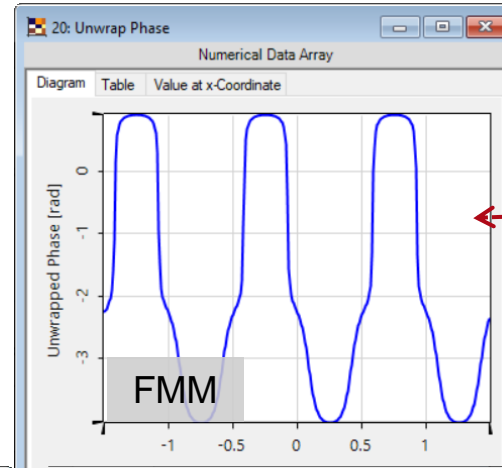 20: Unwrap Phase
Numerical Data Array
Diagram Table Value at x-Coordinate
Unwrapped Phase [rad]
0
-1
-2
-3
FMM
-1 -0.5 0 0.5 1